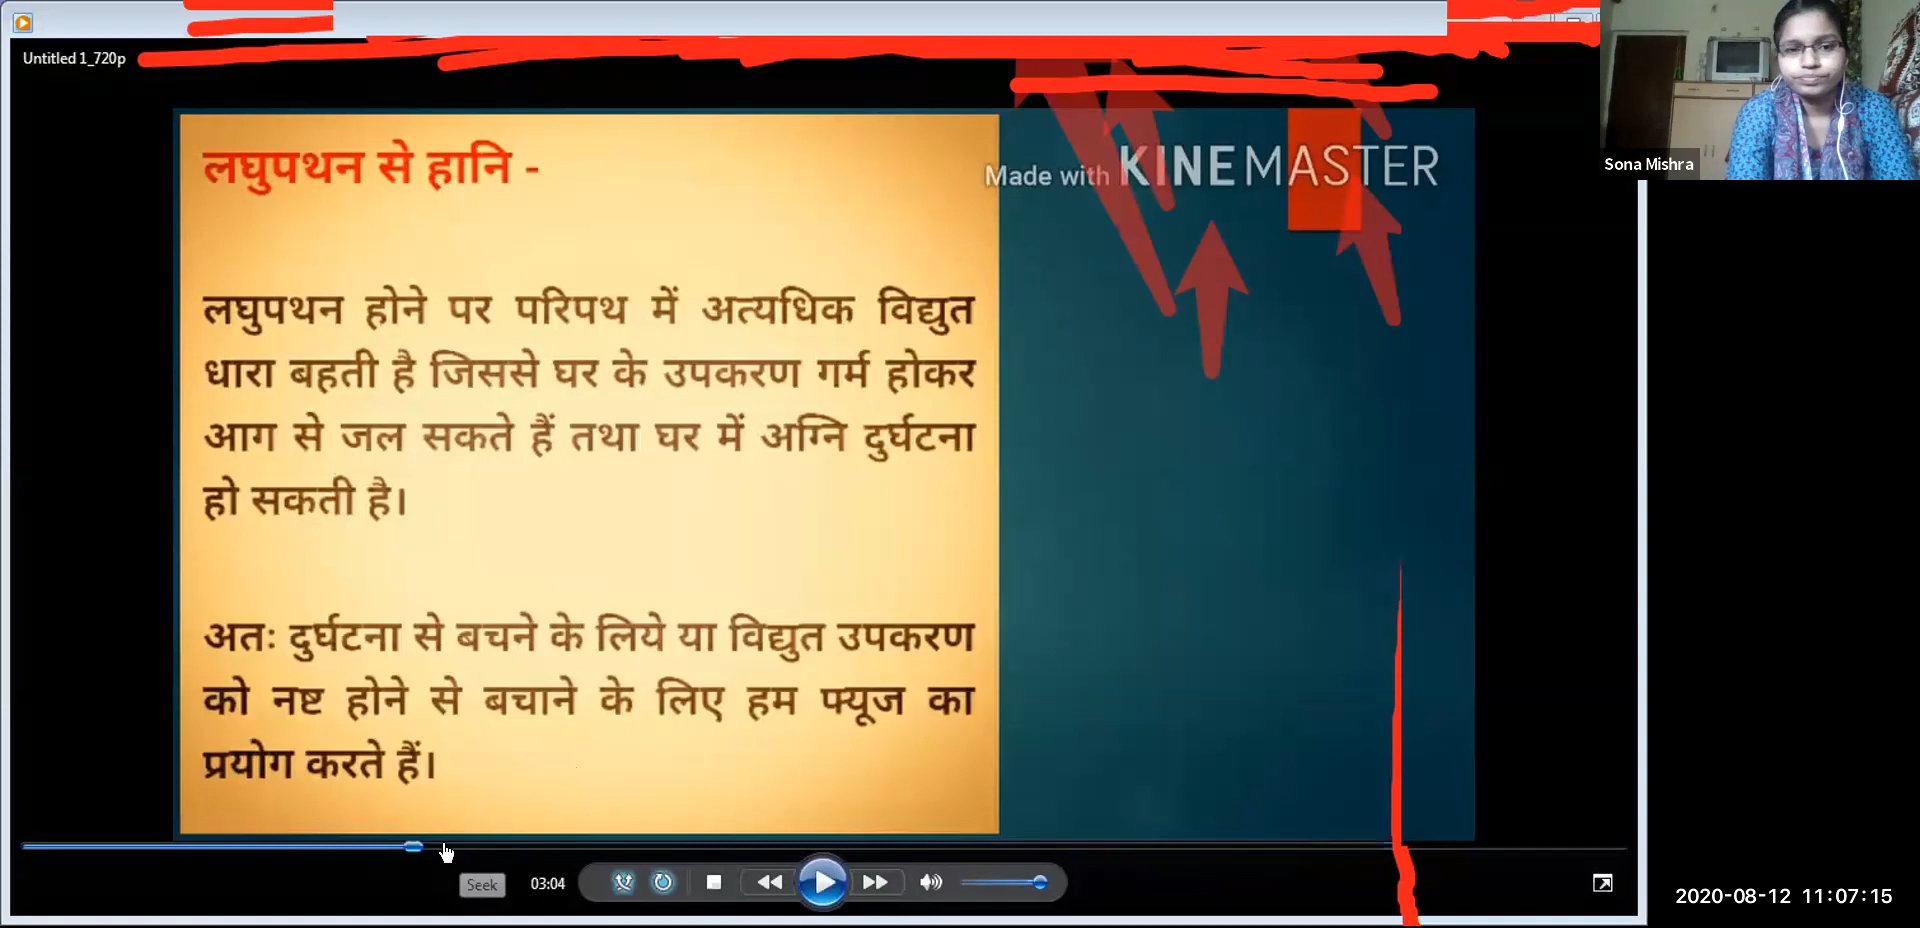 Untitled 1_720p
लघुपथन से हानि -
Made with KINEMASTER
Sona Mishra
लघुपथन होने पर परिपथ में अत्यधिक विद्युत
धारा बहती है जिससे घर के उपकरण गर्म होकर
आग से जल सकते हैं तथा घर में अग्नि दुर्घटना
हो सकती है।
अतः दुर्घटना से बचने के लिये या विद्युत उपकरण
को नष्ट होने से बचाने के लिए हम फ्यूज का
प्रयोग करते हैं।
Seek
03:04
2020-08-12 11:07:15